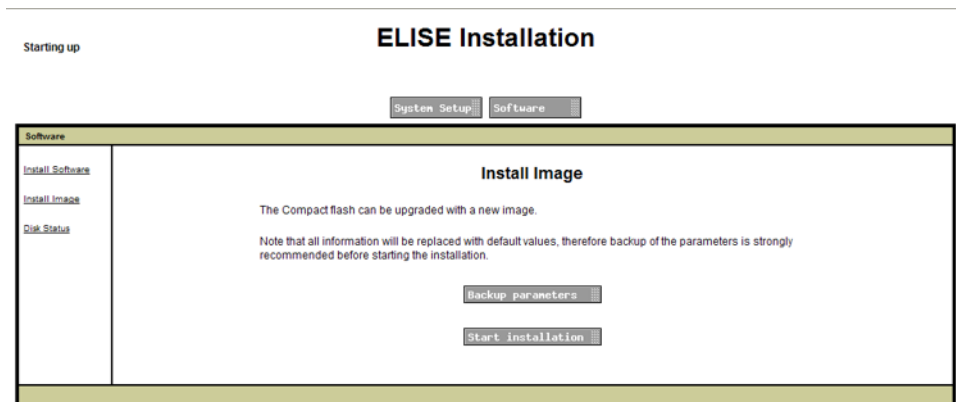 Starting up
ELISE Installation
System Setup
Software
Software
Install Software
Install Image
Disk Status
Install Image
The Compact flash can be upgraded with a new image.
Note that all information will be replaced with default values, therefore backup of the parameters is strongly
recommended before starting the installation.
Backup parameters
Start installation